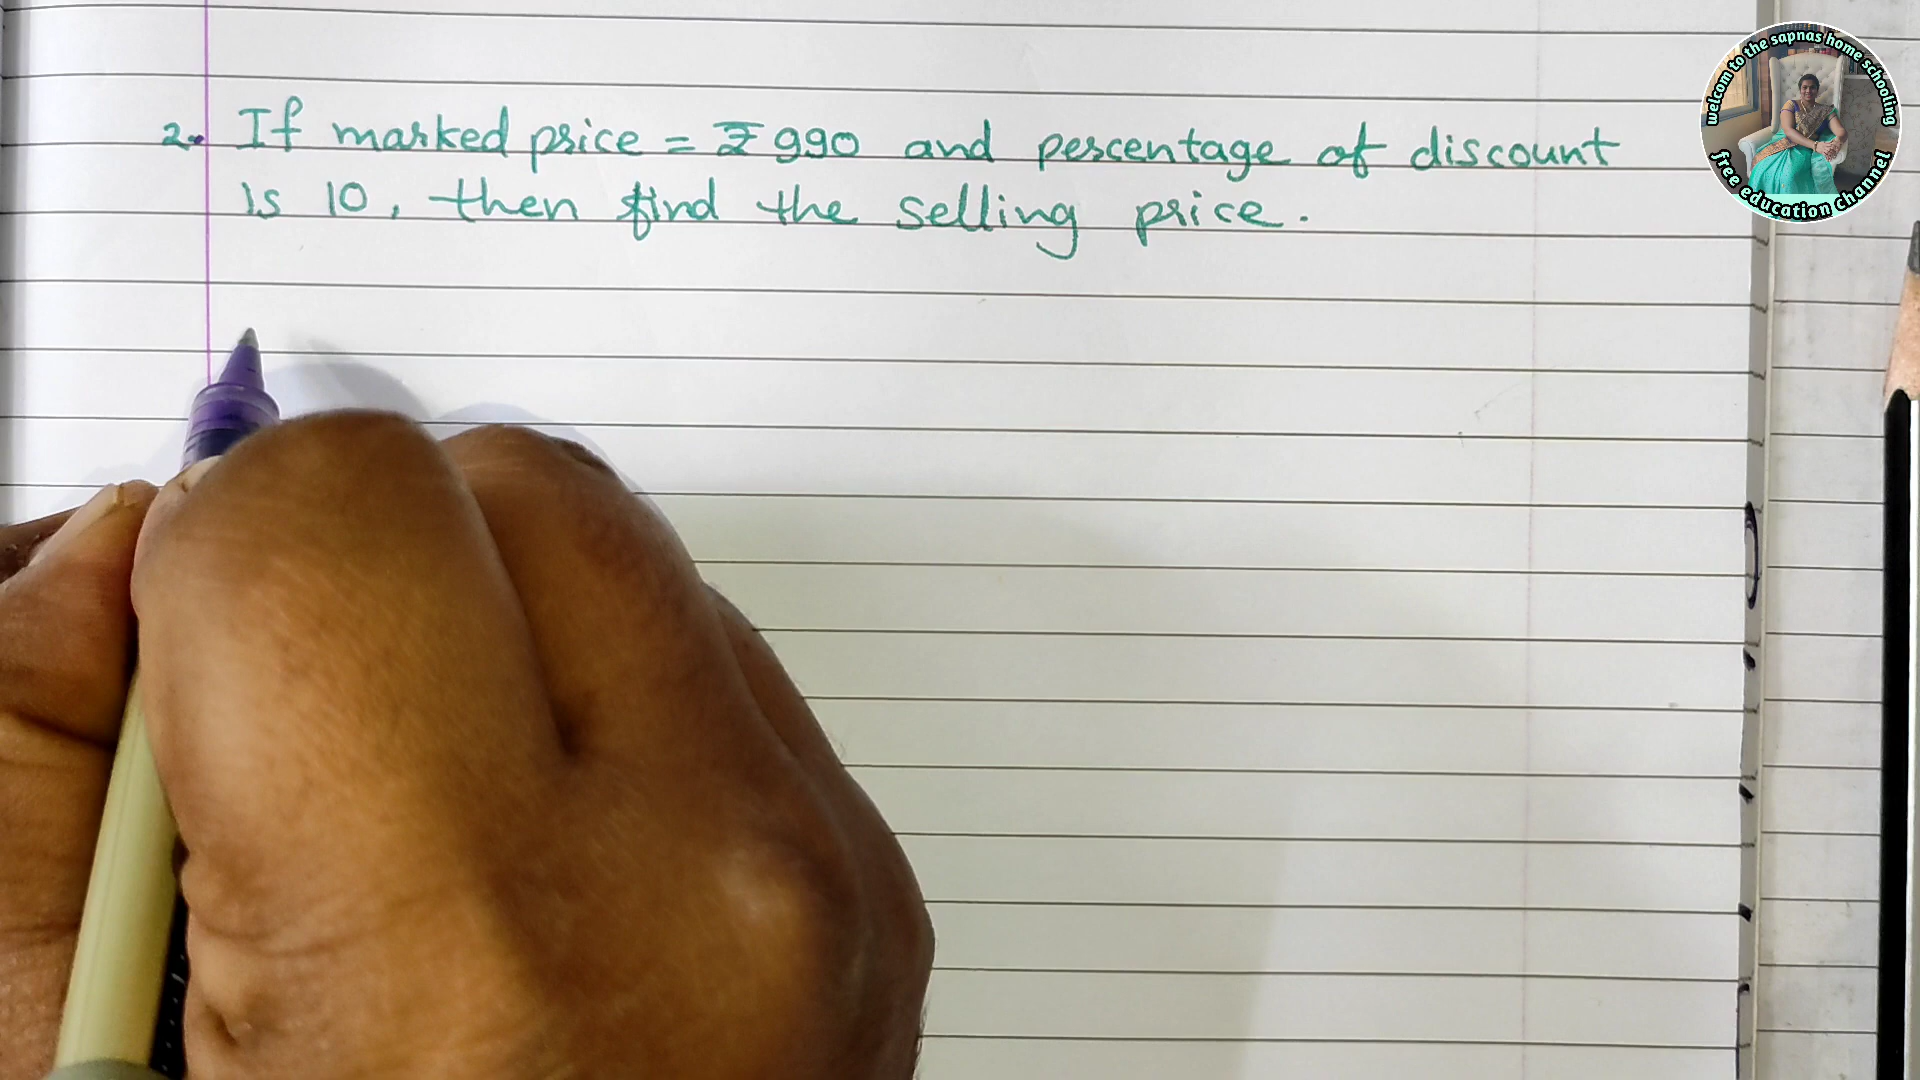 2. If marked price = ₹ 990 and percentage of discount
is 10, then find the selling price.
welcom to the sapnas home schooling
free education channel